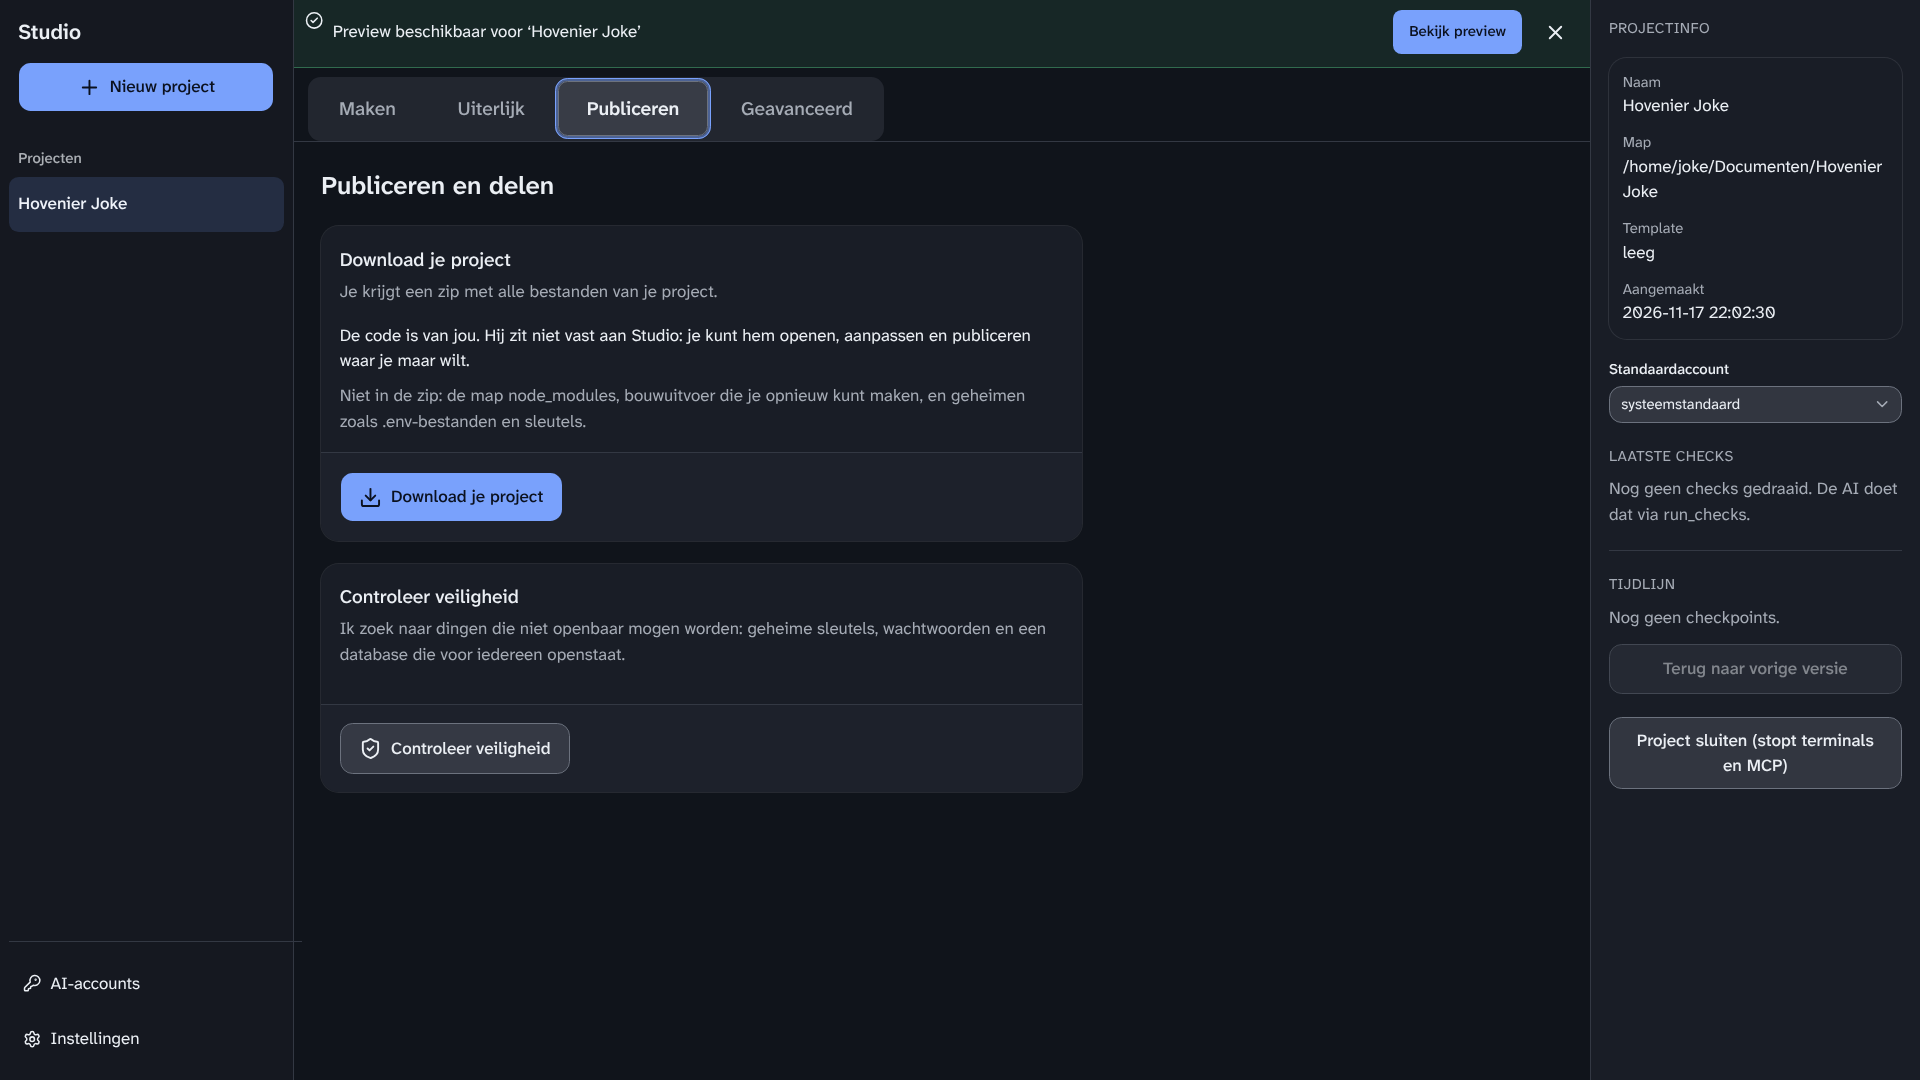 Studio
Nieuw project
Projecten
Hovenier Joke
AI-accounts
Instellingen
Preview beschikbaar voor ‘Hovenier Joke’
Bekijk preview
Maken
Uiterlijk
Publiceren
Geavanceerd
Publiceren en delen
Download je project
Je krijgt een zip met alle bestanden van je project.
De code is van jou. Hij zit niet vast aan Studio: je kunt hem openen, aanpassen en publiceren
waar je maar wilt.
Niet in de zip: de map node_modules, bouwuitvoer die je opnieuw kunt maken, en geheimen
zoals .env-bestanden en sleutels.
Download je project
Controleer veiligheid
Ik zoek naar dingen die niet openbaar mogen worden: geheime sleutels, wachtwoorden en een
database die voor iedereen openstaat.
Controleer veiligheid
PROJECTINFO
Naam
Hovenier Joke
Map
/home/joke/Documenten/Hovenier
Joke
Template
leeg
Aangemaakt
2026-11-17 22:02:30
Standaardaccount
systeemstandaard
LAATSTE CHECKS
Nog geen checks gedraaid. De AI doet
dat via run_checks.
TIJDLIJN
Nog geen checkpoints.
Terug naar vorige versie
Project sluiten (stopt terminals
en MCP)